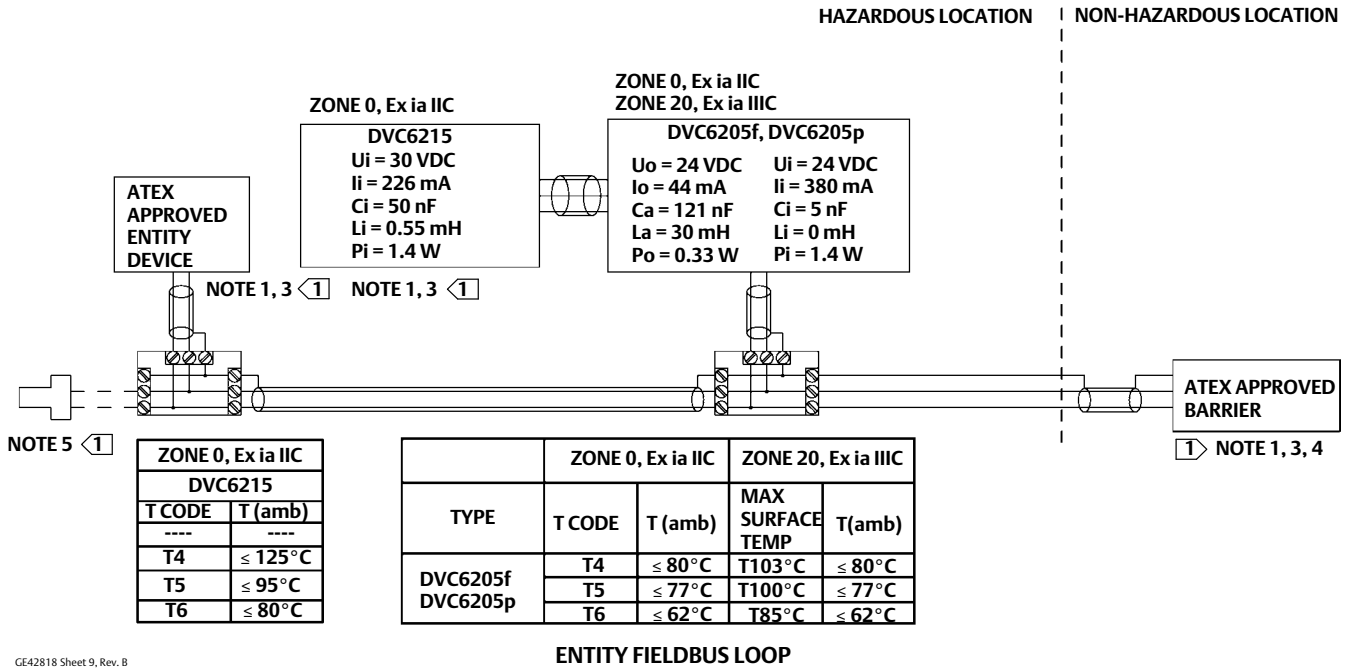 HAZARDOUS LOCATION
NON-HAZARDOUS LOCATION
ZONE 0, Ex ia IIC
ZONE 0, Ex ia IIC
ZONE 20, Ex ia IIIC
ATEX
APPROVED
ENTITY
DEVICE
NOTE 1, 3 1
DVC6215
Ui = 30 VDC
Ii = 226 mA
Ci = 50 nF
Li = 0.55 mH
Pi = 1.4 W
NOTE 1, 3 1
DVC6205f, DVC6205p
Uo = 24 VDC Ui = 24 VDC
Io = 44 mA Ii = 380 mA
Ca = 121 nF Ci = 5 nF
La = 30 mH Li = 0 mH
Po = 0.33 W Pi = 1.4 W
ATEX APPROVED
BARRIER
1 NOTE 1, 3, 4
NOTE 5 1
ZONE 0, Ex ia IIC
DVC6215
T CODE T (amb)
---- ----
T4 ≤ 125°C
T5 ≤ 95°C
T6 ≤ 80°C
ZONE 0, Ex ia IIC ZONE 20, Ex ia IIIC
TYPE T CODE T (amb) MAX SURFACE TEMP T(amb)
DVC6205f
DVC6205p
T4 ≤ 80°C T103°C ≤ 80°C
T5 ≤ 77°C T100°C ≤ 77°C
T6 ≤ 62°C T85°C ≤ 62°C
GE42818 Sheet 9, Rev. B
ENTITY FIELDBUS LOOP